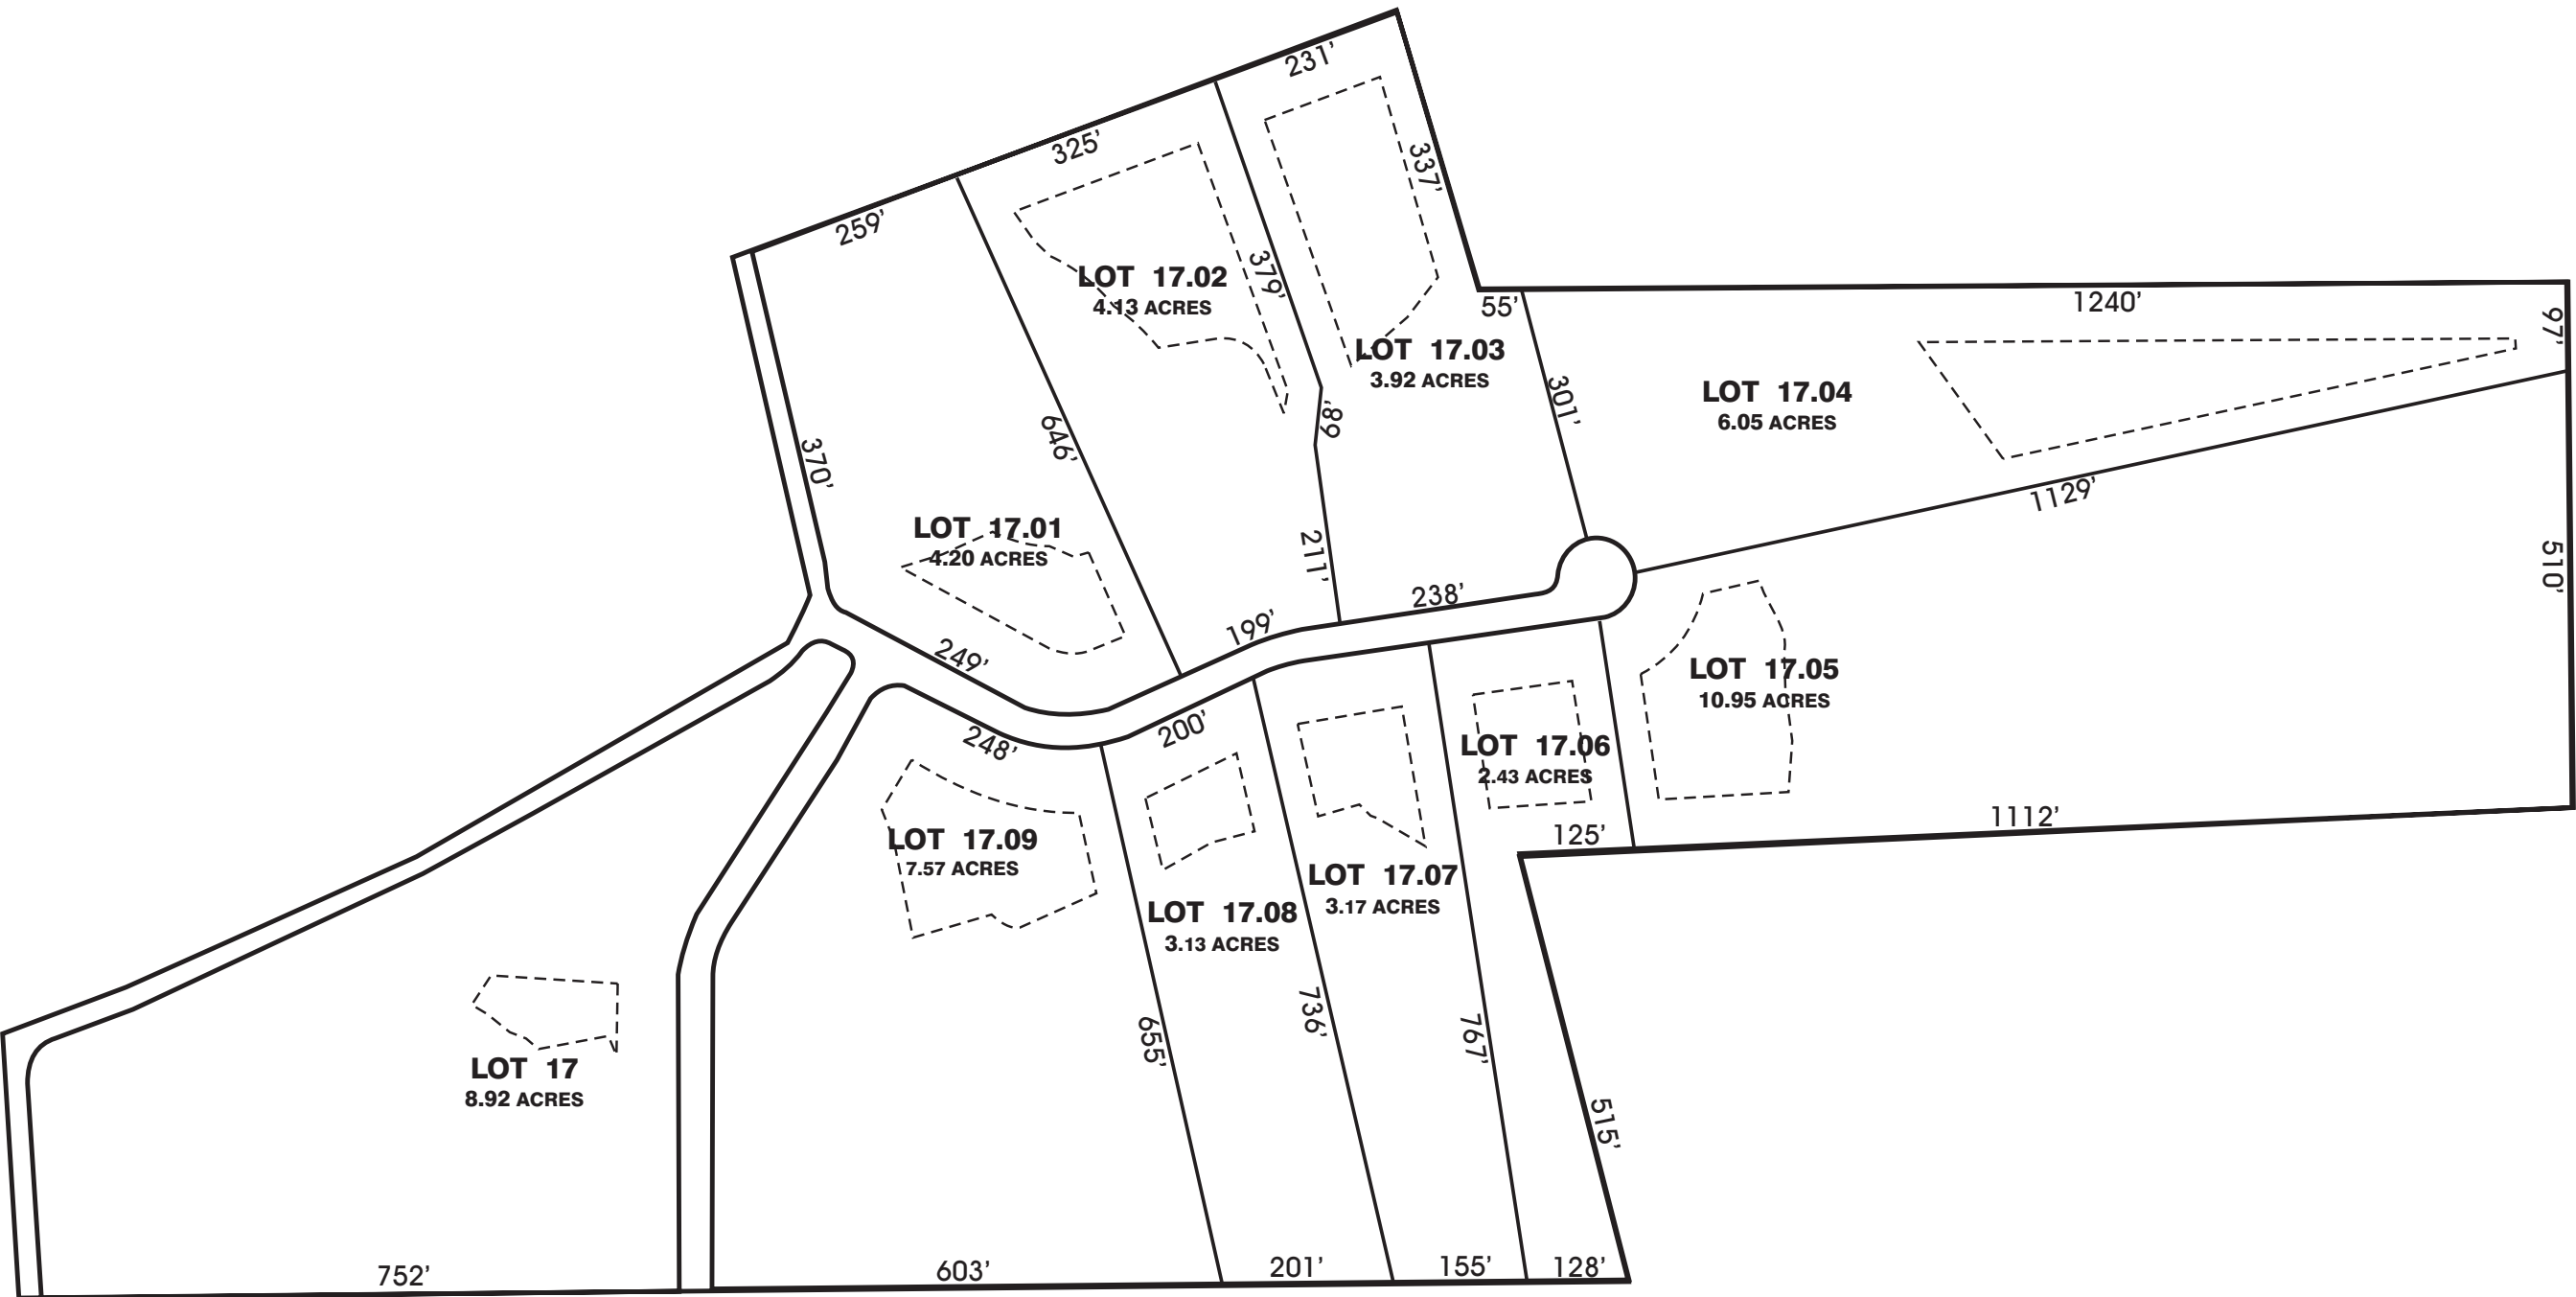 231’
325’
259’
337’
LOT 17.02
4.13 ACRES
379’
55’
1240’
97’
LOT 17.03
3.92 ACRES
301’
LOT 17.04
6.05 ACRES
68’
646’
370’
1129’
LOT 17.01
4.20 ACRES
211’
510’
238’
199’
249’
LOT 17.05
10.95 ACRES
200’
248’
LOT 17.06
2.43 ACRES
1112’
125’
LOT 17.09
7.57 ACRES
LOT 17.07
3.17 ACRES
LOT 17.08
3.13 ACRES
736’
655’
767’
LOT 17
8.92 ACRES
515’
752’
603’
201’
155’
128’